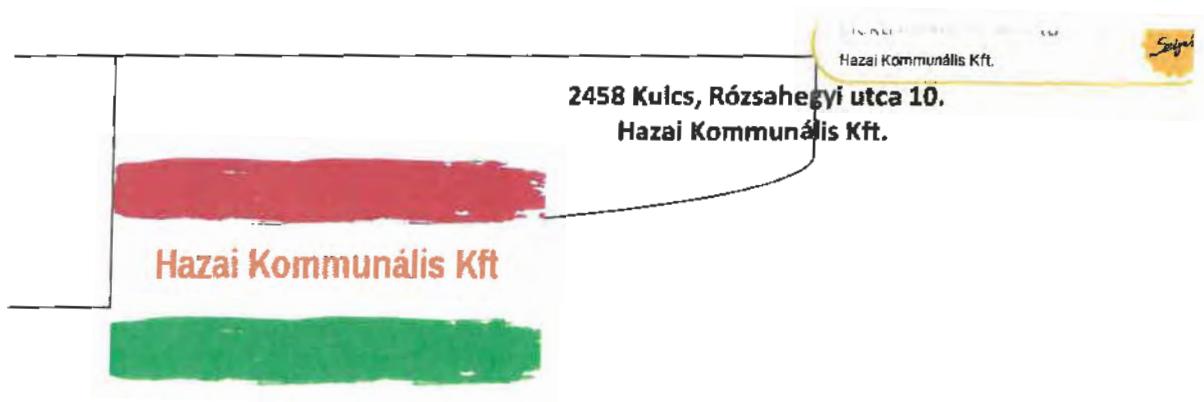 Hazai Kommunális Kft.
2458 Kulcs, Rózsahegyi utca 10.
Hazai Kommunális Kft.
Hazai Kommunális Kft